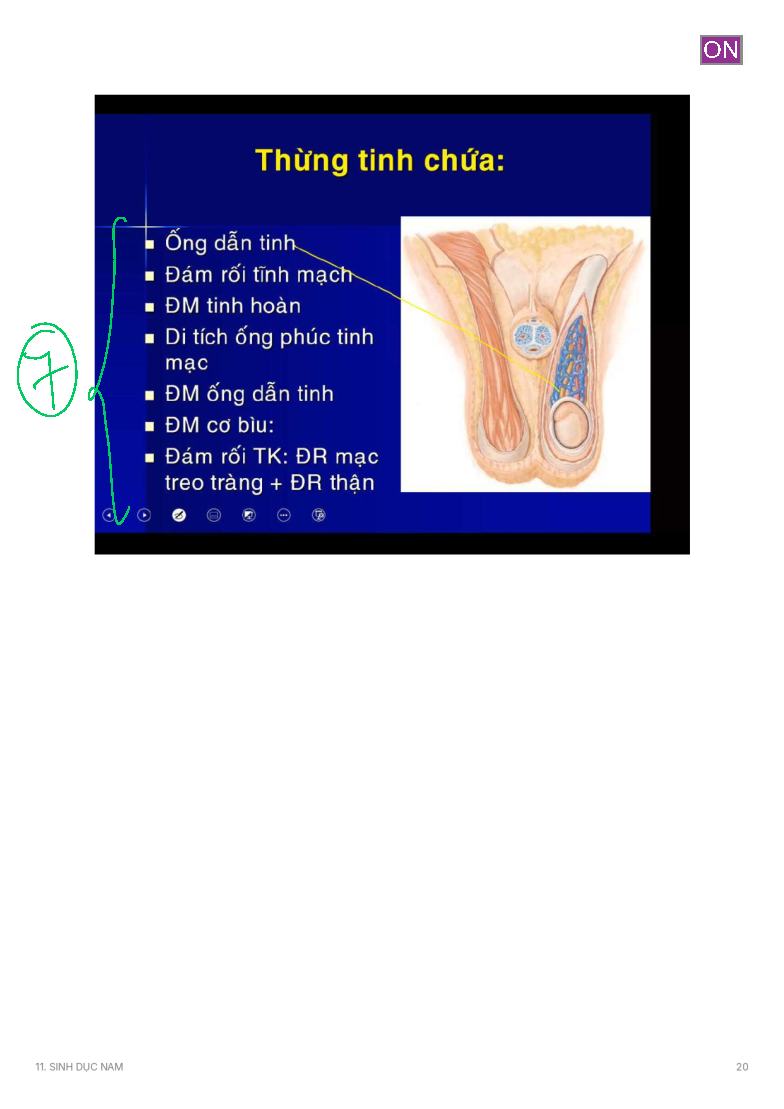 ON
Thừng tinh chứa:
Ống dẫn tinh
Đám rối tĩnh mạch
ĐM tinh hoàn
Di tích ống phúc tinh
mạc
7
ĐM ống dẫn tinh
ĐM cơ bìu:
Đám rối TK: ĐR mạc
treo tràng + ĐR thận
11. SINH DỤC NAM
20